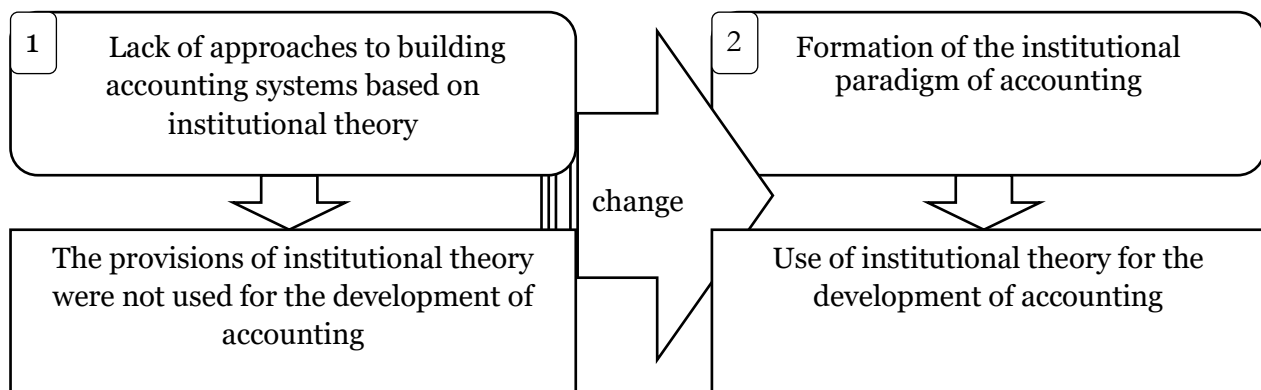 1
Lack of approaches to building
accounting systems based on
institutional theory
The provisions of institutional theory
were not used for the development of
accounting
change
2
Formation of the institutional
paradigm of accounting
Use of institutional theory for the
development of accounting